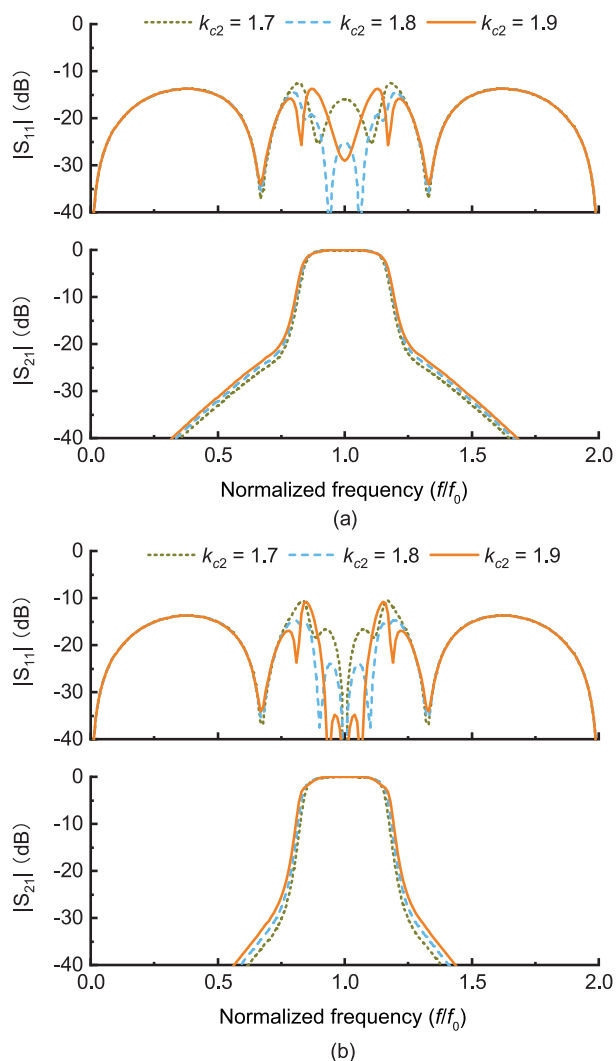 k_c2 = 1.7 k_c2 = 1.8 k_c2 = 1.9
0
-10
-20
-30
-40
|S11| (dB)
0
-10
-20
-30
-40
|S21| (dB)
0.0 0.5 1.0 1.5 2.0
Normalized frequency (f/f0)
(a)
k_c2 = 1.7 k_c2 = 1.8 k_c2 = 1.9
0
-10
-20
-30
-40
|S11| (dB)
0
-10
-20
-30
-40
|S21| (dB)
0.0 0.5 1.0 1.5 2.0
Normalized frequency (f/f0)
(b)